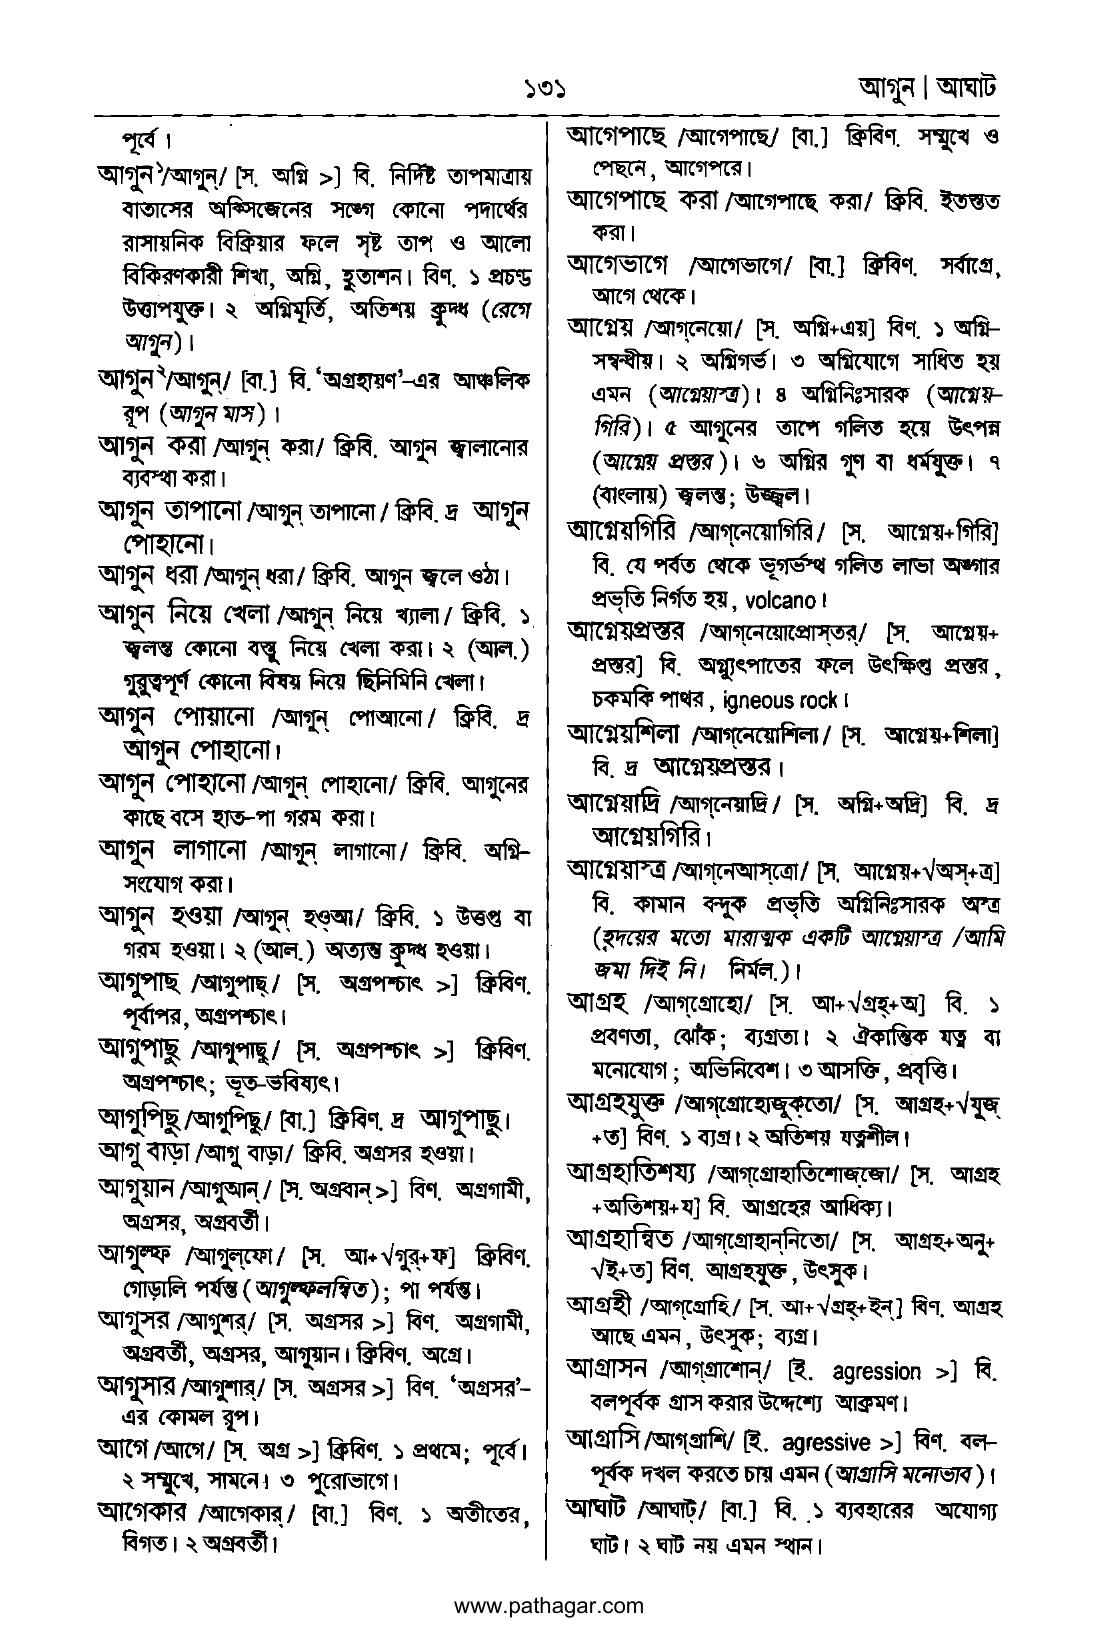 ১৩১
আগুন | আঘাট
পূর্বে।
আগুন১/আগুন্/ [স. অগ্নি >] বি. নির্দিষ্ট তাপমাত্রায়
বাতাসের অক্সিজেনের সঙ্গে কোনো পদার্থের
রাসায়নিক বিক্রিয়ার ফলে সৃষ্ট তাপ ও আলো
বিকিরণকারী শিখা, অগ্নি, হুতাশন। বিণ. ১ প্রচণ্ড
উত্তাপযুক্ত। ২ অগ্নিমূর্তি, অতিশয় ক্রুদ্ধ (রেগে
আগুন)।
আগুন২/আগুন্/ [বা.] বি. ‘অগ্রহায়ণ’-এর আঞ্চলিক
রূপ (আগুন মাস)।
আগুন করা /আগুন্ করা/ ক্রিবি. আগুন জ্বালানোর
ব্যবস্থা করা।
আগুন তাপানো /আগুন্ তাপানো/ ক্রিবি. দ্র আগুন
পোহানো।
আগুন ধরা /আগুন্ ধরা/ ক্রিবি. আগুন জ্বলে ওঠা।
আগুন নিয়ে খেলা /আগুন্ নিয়ে খ্যালা/ ক্রিবি. ১
জ্বলন্ত কোনো বস্তু নিয়ে খেলা করা। ২ (আল.)
গুরুত্বপূর্ণ কোনো বিষয় নিয়ে ছিনিমিনি খেলা।
আগুন পোয়ানো /আগুন্ পোআনো/ ক্রিবি. দ্র
আগুন পোহানো।
আগুন পোহানো /আগুন্ পোহানো/ ক্রিবি. আগুনের
কাছে বসে হাত-পা গরম করা।
আগুন লাগানো /আগুন্ লাগানো/ ক্রিবি. অগ্নি-
সংযোগ করা।
আগুন হওয়া /আগুন্ হওআ/ ক্রিবি. ১ উত্তপ্ত বা
গরম হওয়া। ২ (আল.) অত্যন্ত ক্রুদ্ধ হওয়া।
আগুপাছ /আগুপাছ্/ [স. অগ্রপশ্চাৎ >] ক্রিবিণ.
পূর্বাপর, অগ্রপশ্চাৎ।
আগুপাছু /আগুপাছু/ [স. অগ্রপশ্চাৎ >] ক্রিবিণ.
অগ্রপশ্চাৎ; ভূত-ভবিষ্যৎ।
আগুপিছু /আগুপিছু/ [বা.] ক্রিবিণ. দ্র আগুপাছু।
আগু বাড়া /আগু বাড়া/ ক্রিবি. অগ্রসর হওয়া।
আগুয়ান /আগুআন্/ [স. অগ্রবান্ >] বিণ. অগ্রগামী,
অগ্রসর, অগ্রবর্তী।
আগুল্ফ /আগুল্‌ফো/ [স. আ+√গুর্+ফ] ক্রিবিণ.
গোড়ালি পর্যন্ত (আগুল্ফলম্বিত); পা পর্যন্ত।
আগুসর /আগুশর্/ [স. অগ্রসর >] বিণ. অগ্রগামী,
অগ্রবর্তী, অগ্রসর, আগুয়ান। ক্রিবিণ. অগ্রে।
আগুসার /আগুশার্/ [স. অগ্রসর >] বিণ. ‘অগ্রসর’-
এর কোমল রূপ।
আগে /আগে/ [স. অগ্র >] ক্রিবিণ. ১ প্রথমে; পূর্বে।
২ সম্মুখে, সামনে। ৩ পুরোভাগে।
আগেকার /আগেকার্/ [বা.] বিণ. ১ অতীতের,
বিগত। ২ অগ্রবর্তী।
আগেপাছে /আগেপাছে/ [বা.] ক্রিবিণ. সম্মুখে ও
পেছনে, আগেপরে।
আগেপাছে করা /আগেপাছে করা/ ক্রিবি. ইতস্তত
করা।
আগেভাগে /আগেভাগে/ [বা.] ক্রিবিণ. সর্বাগ্রে,
আগে থেকে।
আগ্নেয় /আগ্‌নেয়ো/ [স. অগ্নি+এয়] বিণ. ১ অগ্নি-
সম্বন্ধীয়। ২ অগ্নিগর্ভ। ৩ অগ্নিযোগে সাধিত হয়
এমন (আগ্নেয়াস্ত্র)। ৪ অগ্নিনিঃসারক (আগ্নেয়-
গিরি)। ৫ আগুনের তাপে গলিত হয়ে উৎপন্ন
(আগ্নেয় প্রস্তর)। ৬ অগ্নির গুণ বা ধর্মযুক্ত। ৭
(বাংলায়) জ্বলন্ত; উজ্জ্বল।
আগ্নেয়গিরি /আগ্‌নেয়োগিরি/ [স. আগ্নেয়+গিরি]
বি. যে পর্বত থেকে ভূগর্ভস্থ গলিত লাভা অঙ্গার
প্রভৃতি নির্গত হয়, volcano।
আগ্নেয়প্রস্তর /আগ্‌নেয়োপ্রোস্‌তর্/ [স. আগ্নেয়+
প্রস্তর] বি. অগ্ন্যুৎপাতের ফলে উৎক্ষিপ্ত প্রস্তর,
চকমকি পাথর, igneous rock।
আগ্নেয়শিলা /আগ্‌নেয়োশিলা/ [স. আগ্নেয়+শিলা]
বি. দ্র আগ্নেয়প্রস্তর।
আগ্নেয়াদ্রি /আগ্‌নেয়াদ্রি/ [স. অগ্নি+অদ্রি] বি. দ্র
আগ্নেয়গিরি।
আগ্নেয়াস্ত্র /আগ্‌নেআস্‌ত্রো/ [স. আগ্নেয়+√অস্+ত্র]
বি. কামান বন্দুক প্রভৃতি অগ্নিনিঃসারক অস্ত্র
(হৃদয়ের মতো মারাত্মক একটি আগ্নেয়াস্ত্র /আমি
জমা দিই নি। নির্মল.)।
আগ্রহ /আগ্‌গ্রোহো/ [স. আ+√গ্রহ্+অ] বি. ১
প্রবণতা, ঝোঁক; ব্যগ্রতা। ২ ঐকান্তিক যত্ন বা
মনোযোগ; অভিনিবেশ। ৩ আসক্তি, প্রবৃত্তি।
আগ্রহযুক্ত /আগ্‌গ্রোহোজুক্‌তো/ [স. আগ্রহ+√যুজ্
+ত] বিণ. ১ ব্যগ্র। ২ অতিশয় যত্নশীল।
আগ্রহাতিশয্য /আগ্‌গ্রোহাতিশোজ্‌জো/ [স. আগ্রহ
+অতিশয়+য] বি. আগ্রহের আধিক্য।
আগ্রহান্বিত /আগ্‌গ্রোহান্‌নিতো/ [স. আগ্রহ+অনু+
√ই+ত] বিণ. আগ্রহযুক্ত, উৎসুক।
আগ্রহী /আগ্‌গ্রোহি/ [স. আ+√গ্রহ্+ইন্] বিণ. আগ্রহ
আছে এমন, উৎসুক; ব্যগ্র।
আগ্রাসন /আগ্‌গ্রাশোন্/ [ই. agression >] বি.
বলপূর্বক গ্রাস করার উদ্দেশ্যে আক্রমণ।
আগ্রাসি /আগ্‌গ্রাশি/ [ই. agressive >] বিণ. বল-
পূর্বক দখল করতে চায় এমন (আগ্রাসি মনোভাব)।
আঘাট /আঘাট্/ [বা.] বি. ১ ব্যবহারের অযোগ্য
ঘাট। ২ ঘাট নয় এমন স্থান।
www.pathagar.com